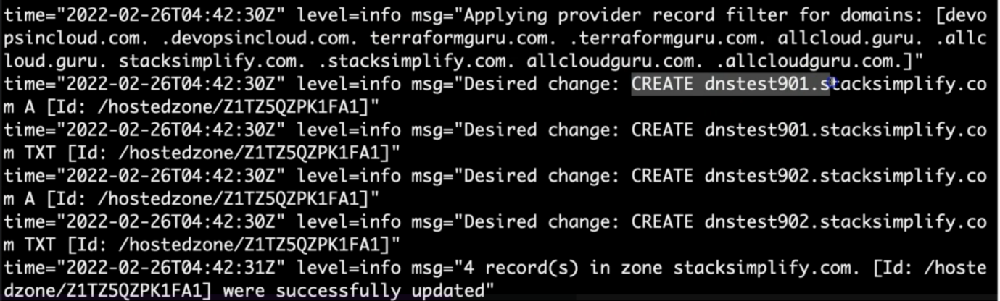 time="2022-02-26T04:42:30Z" level=info msg="Applying provider record filter for domains: [devo
psincloud.com. .devopsincloud.com. terraformguru.com. .terraformguru.com. allcloud.guru. .allc
loud.guru. stacksimplify.com. .stacksimplify.com. allcloudguru.com. .allcloudguru.com.]"
time="2022-02-26T04:42:30Z" level=info msg="Desired change: CREATE dnstest901.stacksimplify.co
m A [Id: /hostedzone/Z1TZ5QZPK1FA1]"
time="2022-02-26T04:42:30Z" level=info msg="Desired change: CREATE dnstest901.stacksimplify.co
m TXT [Id: /hostedzone/Z1TZ5QZPK1FA1]"
time="2022-02-26T04:42:30Z" level=info msg="Desired change: CREATE dnstest902.stacksimplify.co
m A [Id: /hostedzone/Z1TZ5QZPK1FA1]"
time="2022-02-26T04:42:30Z" level=info msg="Desired change: CREATE dnstest902.stacksimplify.co
m TXT [Id: /hostedzone/Z1TZ5QZPK1FA1]"
time="2022-02-26T04:42:31Z" level=info msg="4 record(s) in zone stacksimplify.com. [Id: /hoste
dzone/Z1TZ5QZPK1FA1] were successfully updated"